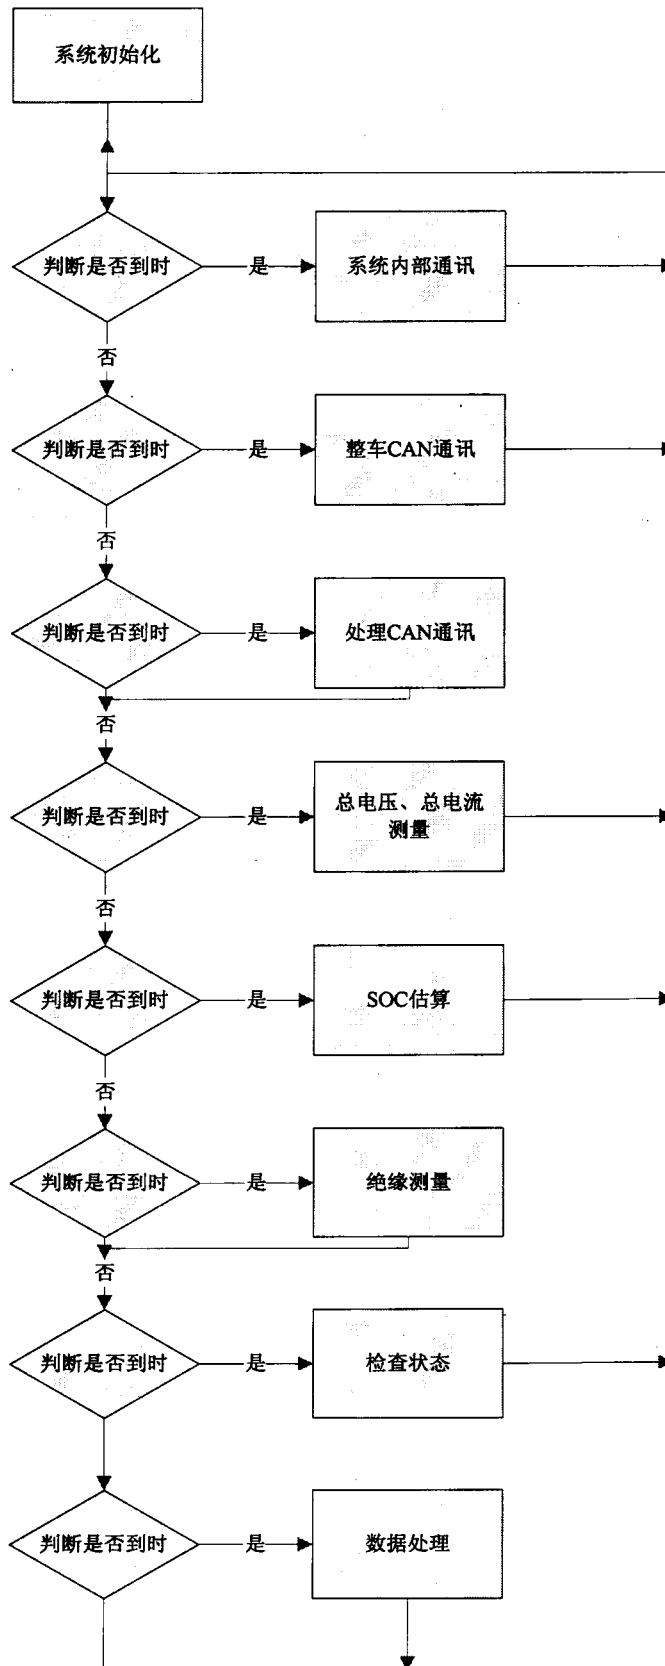 系统初始化
判断是否到时
是
系统内部通讯
否
判断是否到时
是
整车CAN通讯
否
判断是否到时
是
处理CAN通讯
否
判断是否到时
是
总电压、总电流
测量
否
判断是否到时
是
SOC估算
否
判断是否到时
是
绝缘测量
否
判断是否到时
是
检查状态
判断是否到时
是
数据处理